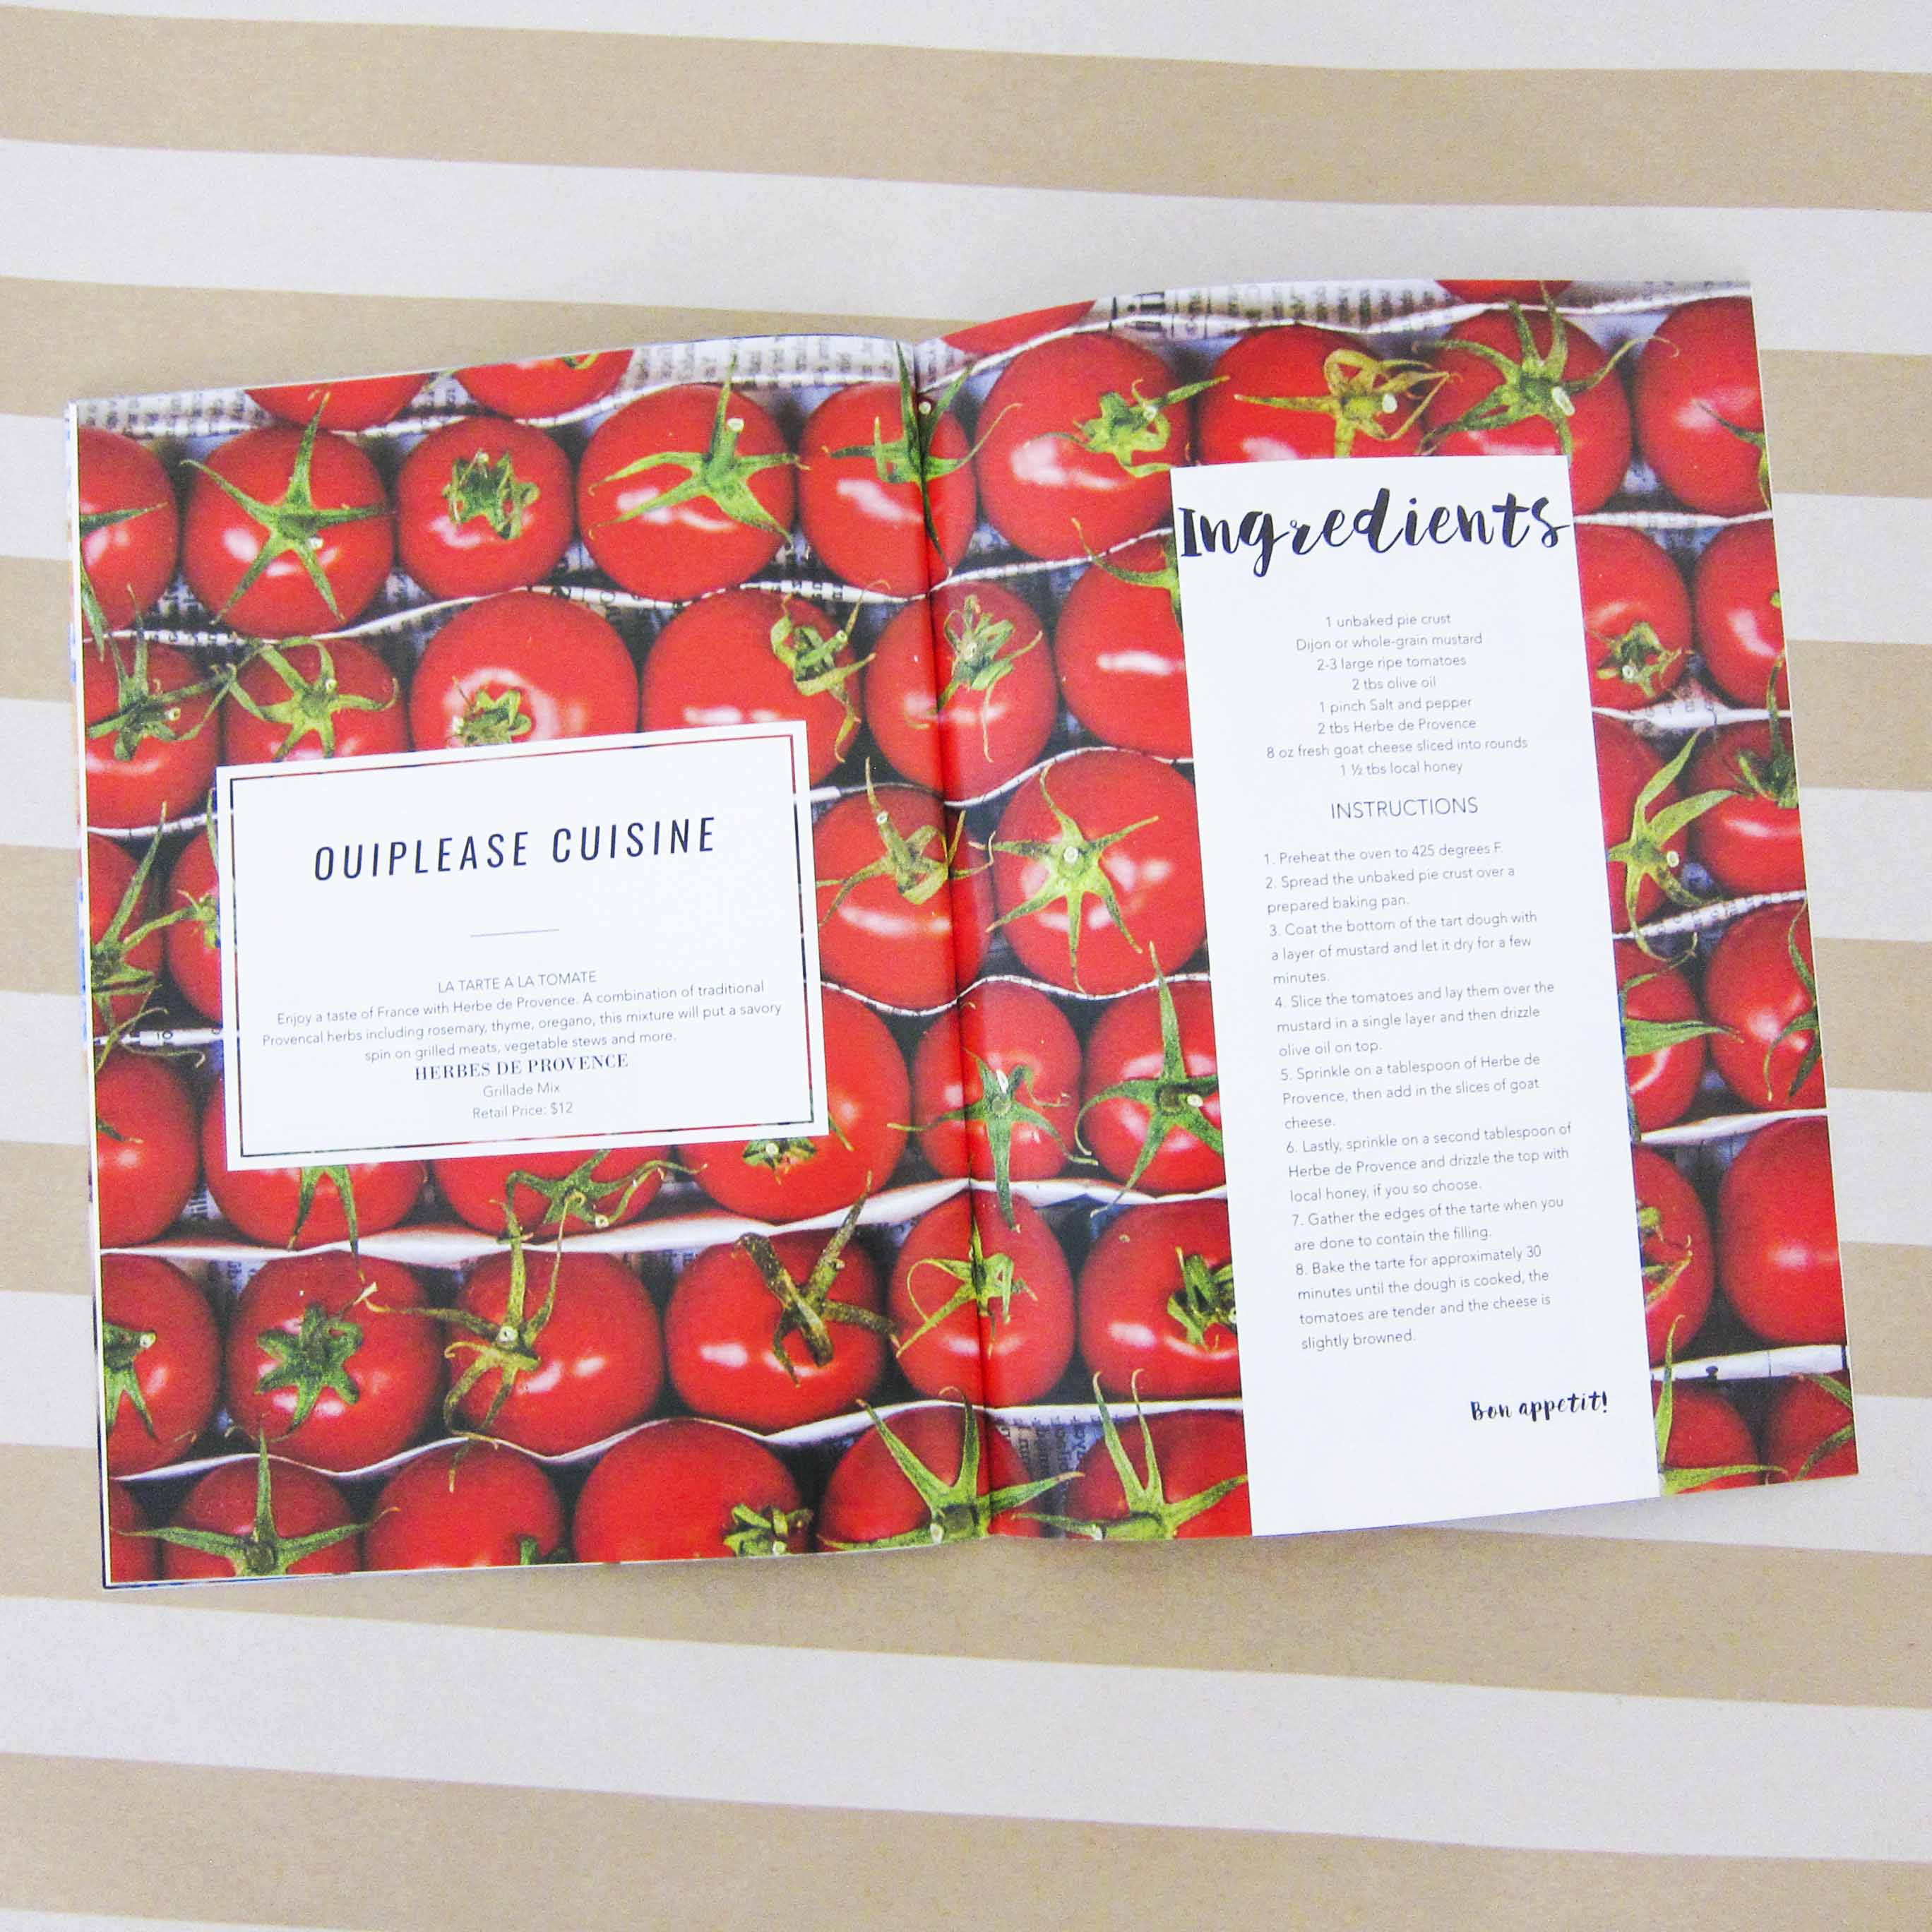 OUIPLEASE CUISINE
LA TARTE A LA TOMATE
Enjoy a taste of France with Herbe de Provence. A combination of traditional
Provencal herbs including rosemary, thyme, oregano, this mixture will put a savory
spin on grilled meats, vegetable stews and more.
HERBES DE PROVENCE
Grillade Mix
Retail Price: $12
Ingredients
1 unbaked pie crust
Dijon or whole-grain mustard
2-3 large ripe tomatoes
2 tbs olive oil
1 pinch Salt and pepper
2 tbs Herbe de Provence
8 oz fresh goat cheese sliced into rounds
1 ½ tbs local honey
INSTRUCTIONS
1. Preheat the oven to 425 degrees F.
2. Spread the unbaked pie crust over a
prepared baking pan.
3. Coat the bottom of the tart dough with
a layer of mustard and let it dry for a few
minutes.
4. Slice the tomatoes and lay them over the
mustard in a single layer and then drizzle
olive oil on top.
5. Sprinkle on a tablespoon of Herbe de
Provence, then add in the slices of goat
cheese.
6. Lastly, sprinkle on a second tablespoon of
Herbe de Provence and drizzle the top with
local honey, if you so choose.
7. Gather the edges of the tarte when you
are done to contain the filling.
8. Bake the tarte for approximately 30
minutes until the dough is cooked, the
tomatoes are tender and the cheese is
slightly browned.
Bon appetit!